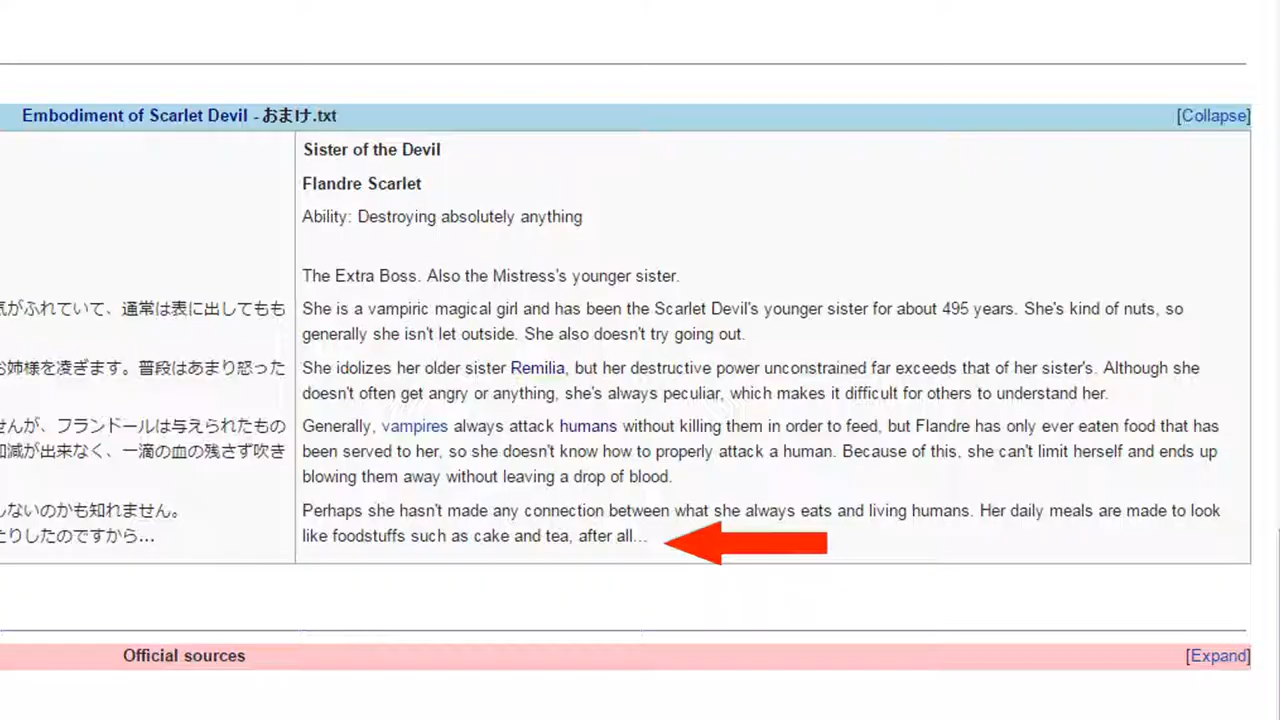 Embodiment of Scarlet Devil - おまけ.txt
[Collapse]
Sister of the Devil
Flandre Scarlet
Ability: Destroying absolutely anything
The Extra Boss. Also the Mistress's younger sister.
気がふれていて、通常は表に出してもも
She is a vampiric magical girl and has been the Scarlet Devil's younger sister for about 495 years. She's kind of nuts, so
generally she isn't let outside. She also doesn't try going out.
お姉様を凌ぎます。普段はあまり怒った
She idolizes her older sister Remilia, but her destructive power unconstrained far exceeds that of her sister's. Although she
doesn't often get angry or anything, she's always peculiar, which makes it difficult for others to understand her.
せんが、フランドールは与えられたもの
加減が出来なく、一滴の血の残さず吹き
Generally, vampires always attack humans without killing them in order to feed, but Flandre has only ever eaten food that has
been served to her, so she doesn't know how to properly attack a human. Because of this, she can't limit herself and ends up
blowing them away without leaving a drop of blood.
しないのかも知れません。
たりしたのですから...
Perhaps she hasn't made any connection between what she always eats and living humans. Her daily meals are made to look
like foodstuffs such as cake and tea, after all...
Official sources
[Expand]